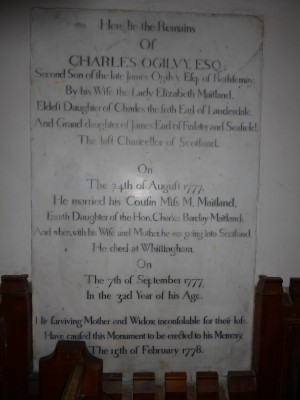 Here lie the Remains
Of
CHARLES OGILVY, ESQ.
Second Son of the late James Ogilvy Esqr. of Rothiemay,
By his Wife the Lady Elizabeth Maitland,
Eldest Daughter of Charles the sixth Earl of Lauderdale,
And Grand daughter of James Earl of Finlater and Seafield,
The last Chancellor of Scotland.
On
The 24th of August 1777,
He married his Cousin Miss M. Maitland,
Daughter of the Hon. Charles Barclay Maitland;
And when, with his Wife and Mother, he was going into Scotland
He died at Whittingham.
On
The 7th of September 1777,
In the 23d Year of his Age.
His surviving Mother and Widow, inconsolable for their loss,
Have caused this Monument to be erected to his Memory,
The 15th of February 1778.